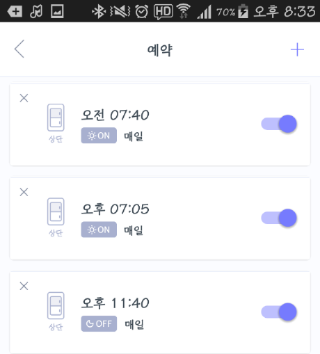 HD 70% 오후 8:33
예약
오전 07:40
ON 매일
상단
오후 07:05
ON 매일
상단
오후 11:40
OFF 매일
상단